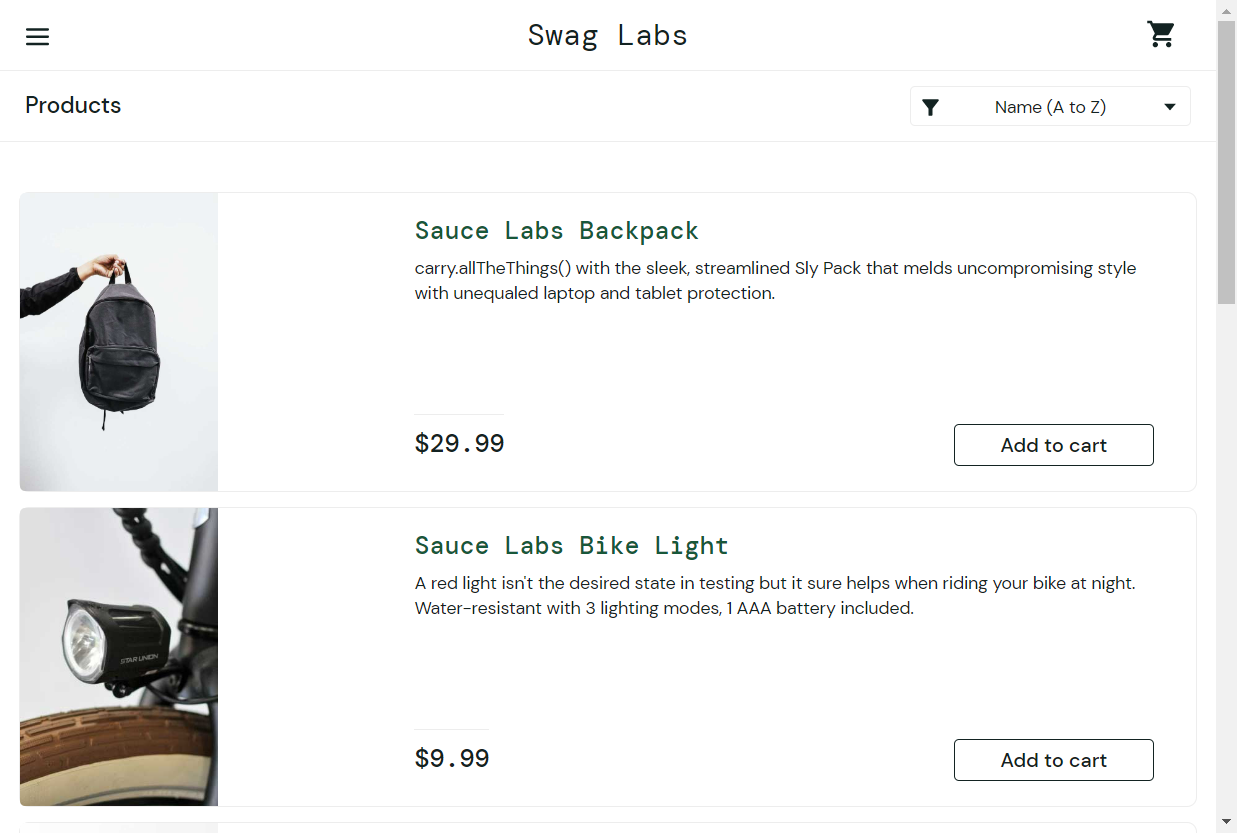 Swag Labs
Products
Name (A to Z)
Sauce Labs Backpack
carry.allTheThings() with the sleek, streamlined Sly Pack that melds uncompromising style
with unequaled laptop and tablet protection.
$29.99
Add to cart
Sauce Labs Bike Light
A red light isn't the desired state in testing but it sure helps when riding your bike at night.
Water-resistant with 3 lighting modes, 1 AAA battery included.
STAR UNION
$9.99
Add to cart